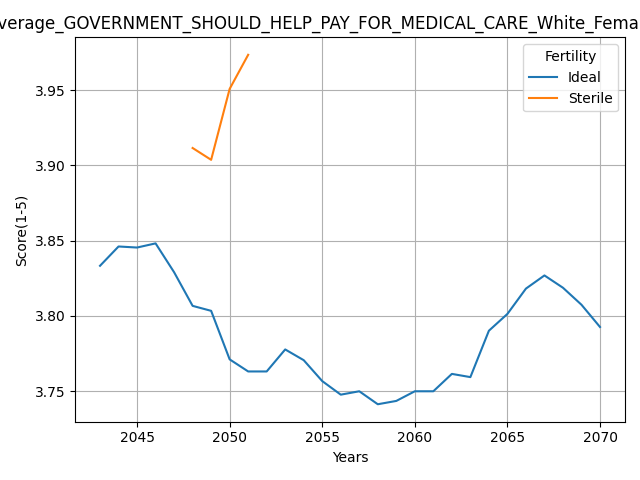 verage_GOVERNMENT_SHOULD_HELP_PAY_FOR_MEDICAL_CARE_White_Fema
Fertility
Ideal
Sterile
Score(1-5)
3.95
3.90
3.85
3.80
3.75
2045 2050 2055 2060 2065 2070
Years